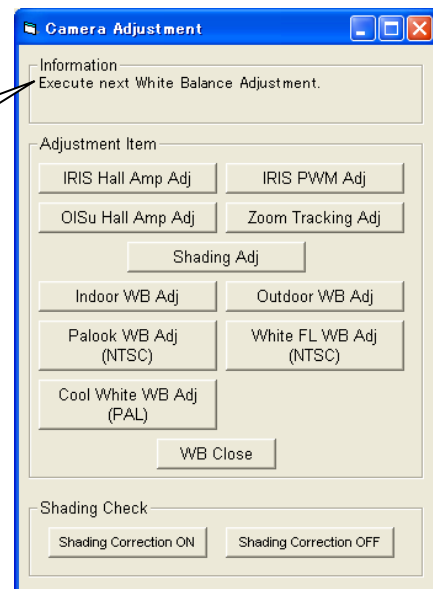 Camera Adjustment
Information
Execute next White Balance Adjustment.
Adjustment Item
IRIS Hall Amp Adj
IRIS PWM Adj
OISu Hall Amp Adj
Zoom Tracking Adj
Shading Adj
Indoor WB Adj
Outdoor WB Adj
Palook WB Adj
(NTSC)
White FL WB Adj
(NTSC)
Cool White WB Adj
(PAL)
WB Close
Shading Check
Shading Correction ON
Shading Correction OFF